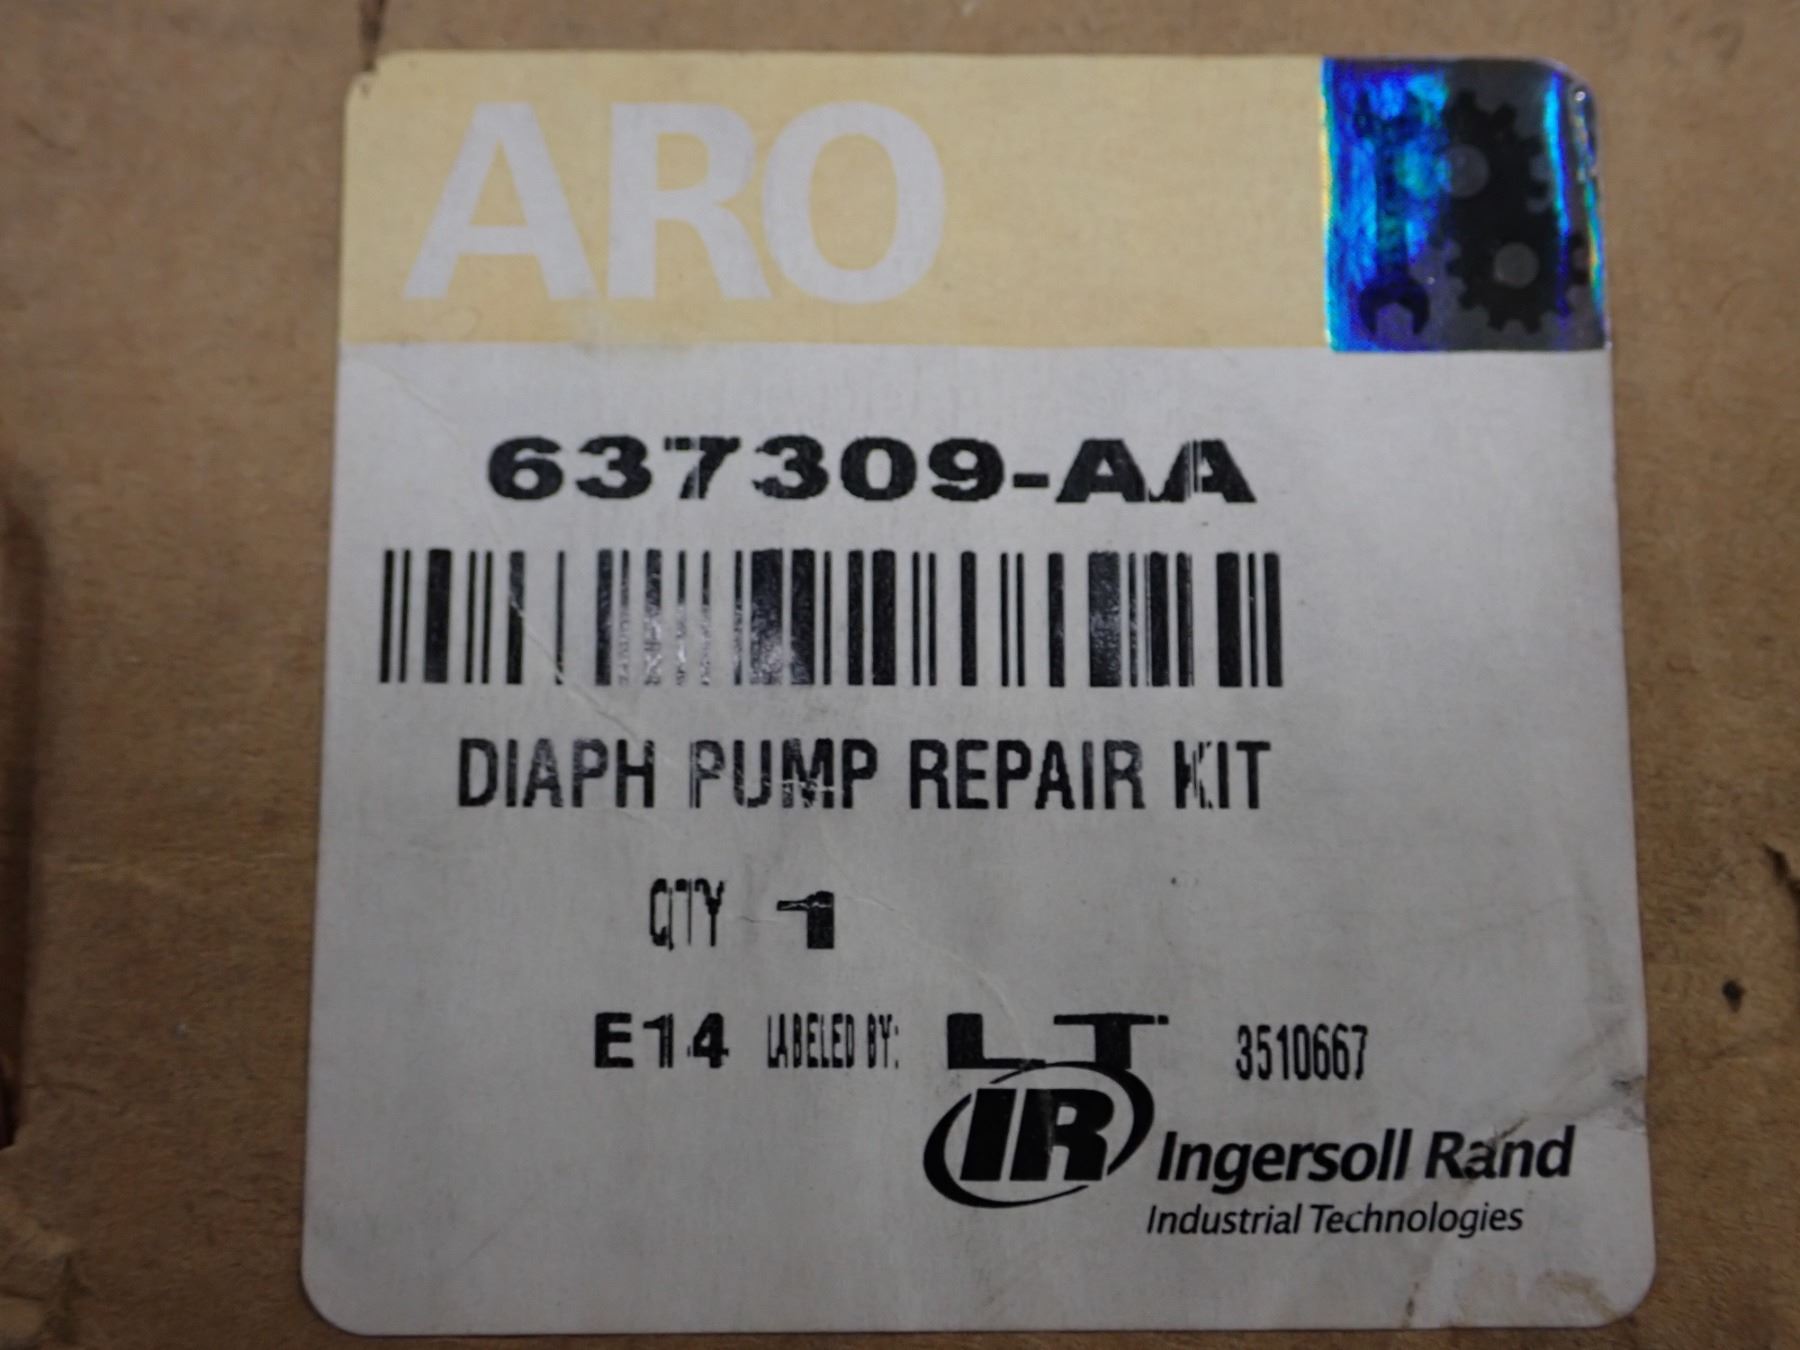 ARO
637309-AA
DIAPH PUMP REPAIR KIT
QTY 1
E14 LABELED BY: LT 3510667
IR Ingersoll Rand
Industrial Technologies